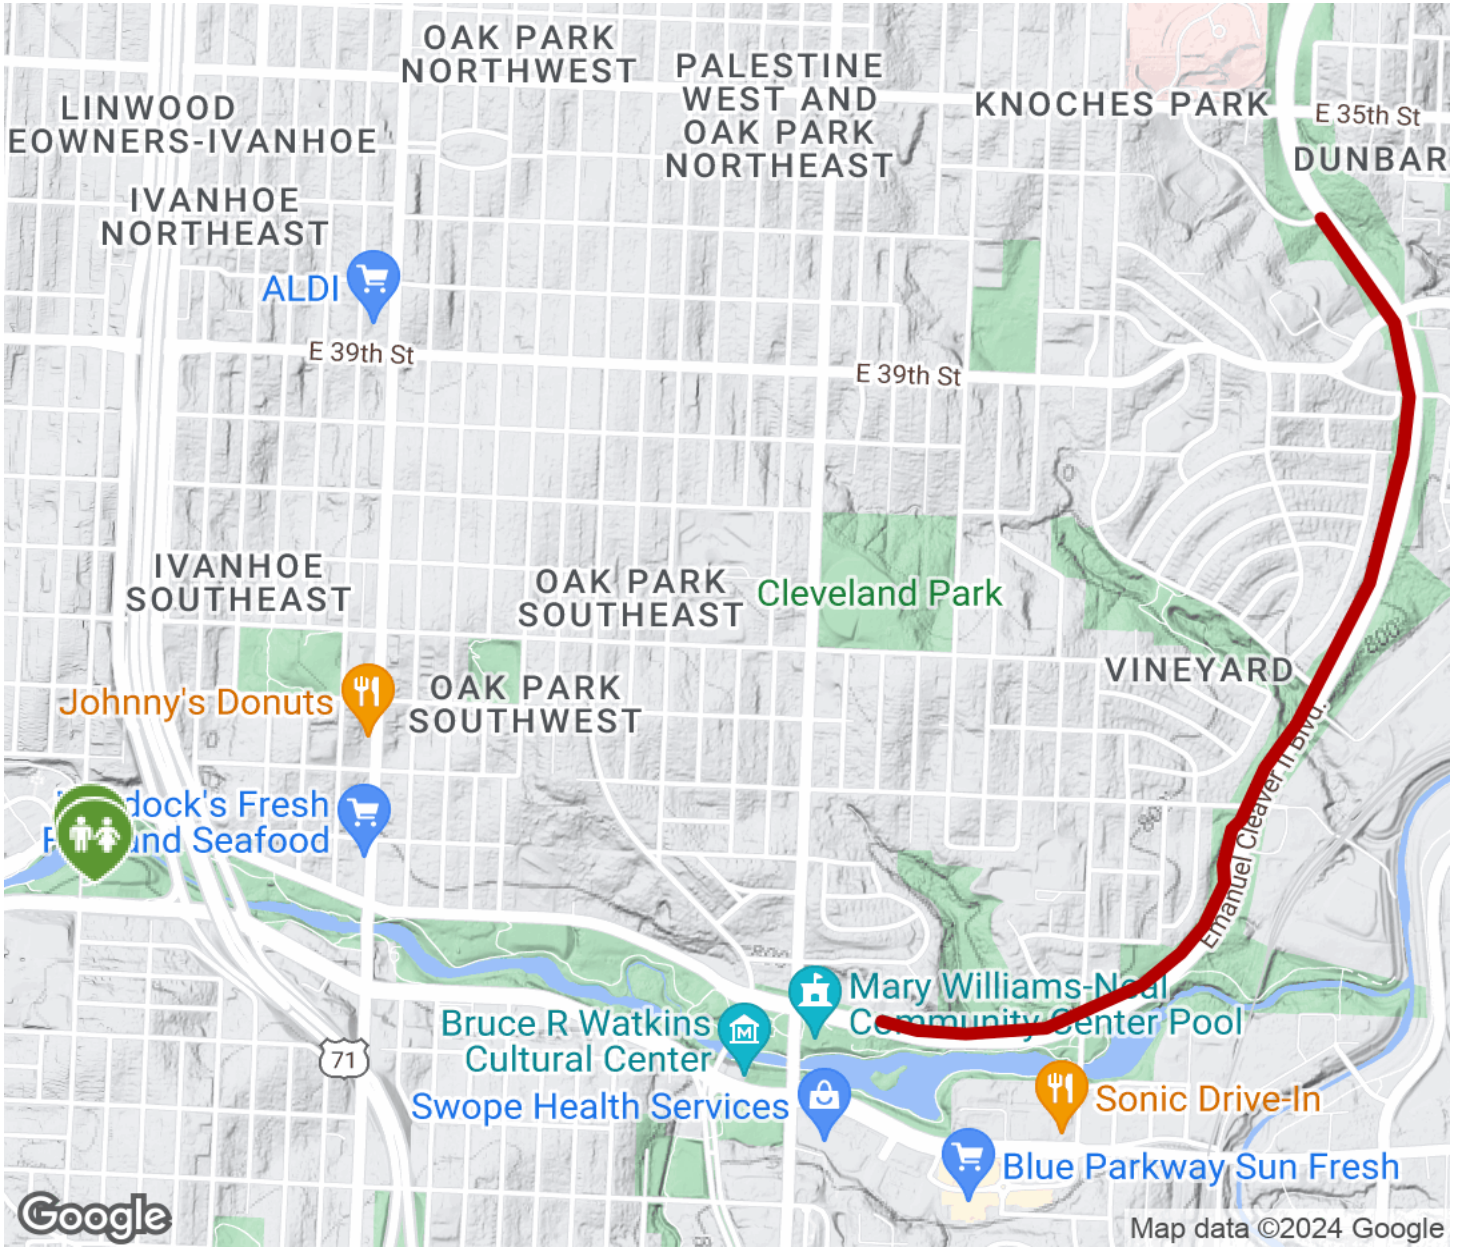 OAK PARK
NORTHWEST
PALESTINE
WEST AND
OAK PARK
NORTHEAST
KNOCHES PARK
E 35th St
DUNBAR
LINWOOD
EOWNERS-IVANHOE
IVANHOE
NORTHEAST
ALDI
E 39th St
E 39th St
IVANHOE
SOUTHEAST
OAK PARK
SOUTHEAST
Cleveland Park
800
VINEYARD
Johnny's Donuts
OAK PARK
SOUTHWEST
Emanuel Cleaver II Blvd.
dock's Fresh
and Seafood
800
Mary Williams-Neal
Community Center Pool
Bruce R Watkins
Cultural Center
71
Swope Health Services
Sonic Drive-In
Blue Parkway Sun Fresh
Google
Map data ©2024 Google